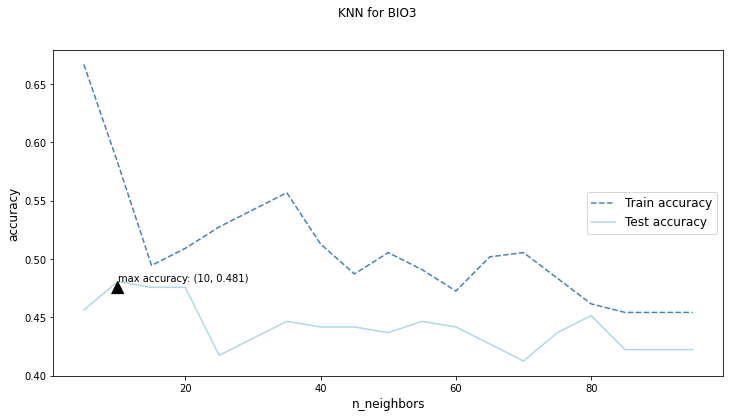 KNN for BIO3
0.65
0.60
0.55
0.50
0.45
0.40
accuracy
Train accuracy
Test accuracy
max accuracy: (10, 0.481)
20
40
60
80
n_neighbors